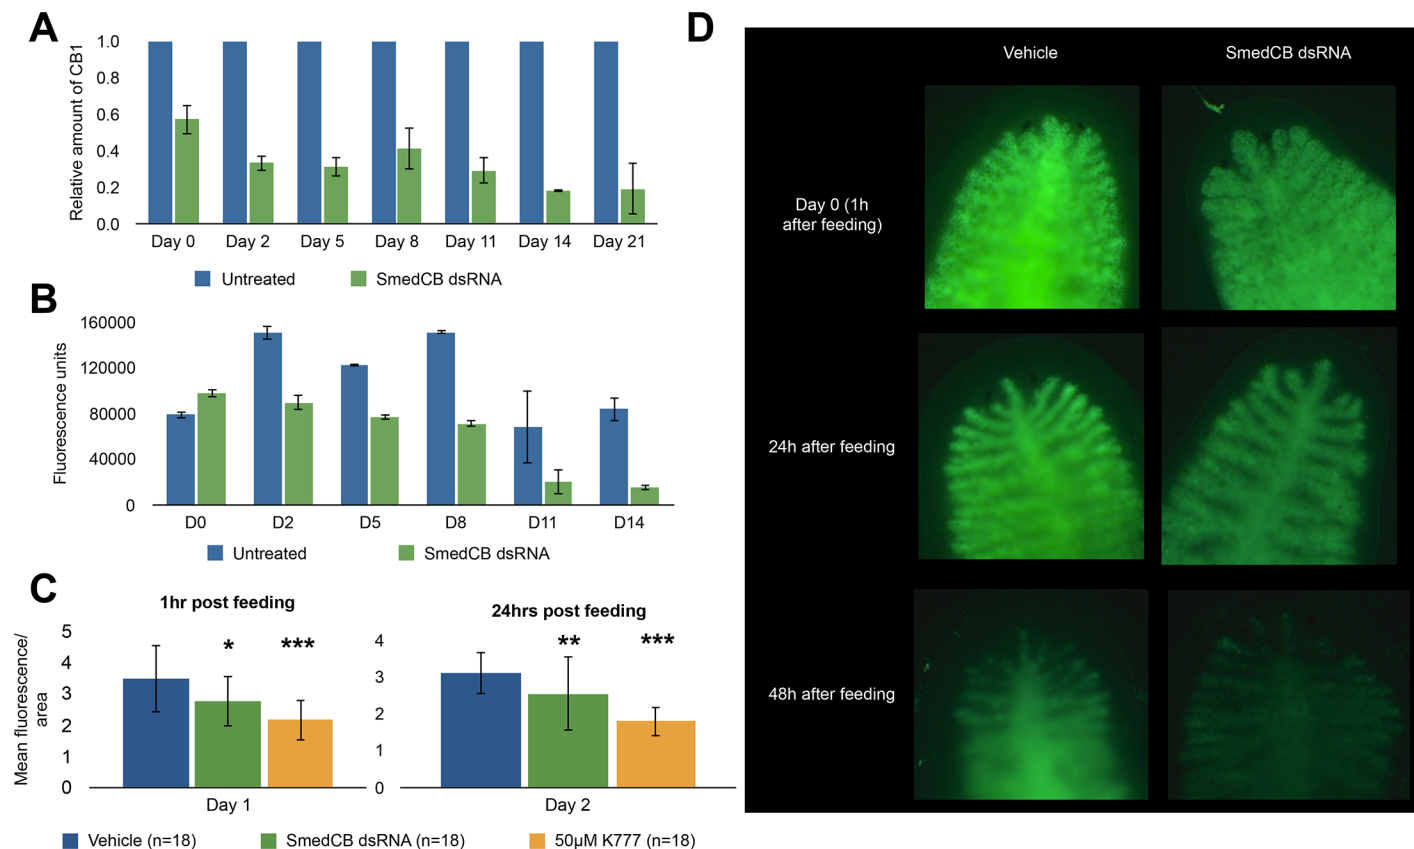 A
Relative amount of CB1
1.0
0.8
0.6
0.4
0.2
0.0
Day 0 Day 2 Day 5 Day 8 Day 11 Day 14 Day 21
Untreated SmedCB dsRNA
B
Fluorescence units
160000
120000
80000
40000
0
D0 D2 D5 D8 D11 D14
Untreated SmedCB dsRNA
C
1hr post feeding
Mean fluorescence/
area
5
4
3
2
1
0
* ***
Day 1
24hrs post feeding
4
3
2
1
0
** ***
Day 2
Vehicle (n=18) SmedCB dsRNA (n=18) 50µM K777 (n=18)
D
Vehicle SmedCB dsRNA
Day 0 (1h
after feeding)
24h after feeding
48h after feeding